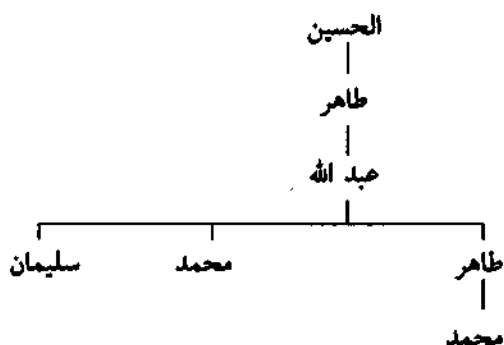 الحسين
طاهر
عبد الله
طاهر محمد سليمان
محمد